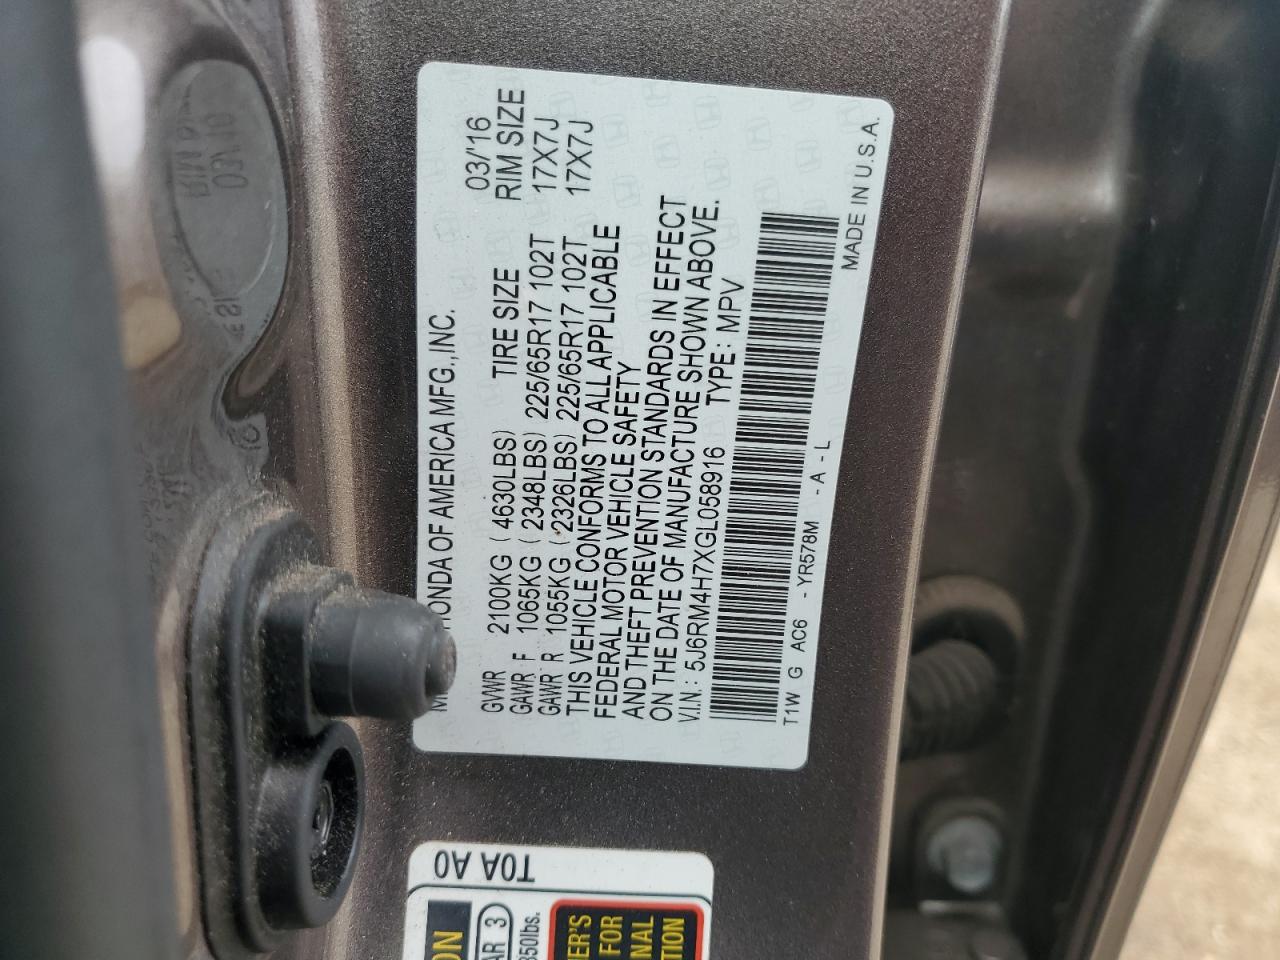 HONDA OF AMERICA MFG., INC. 03/'16
GVWR 2100KG ( 4630LBS) TIRE SIZE RIM SIZE
GAWR F 1065KG ( 2348LBS) 225/65R17 102T 17X7J
GAWR R 1055KG ( 2326LBS) 225/65R17 102T 17X7J
THIS VEHICLE CONFORMS TO ALL APPLICABLE
FEDERAL MOTOR VEHICLE SAFETY
AND THEFT PREVENTION STANDARDS IN EFFECT
ON THE DATE OF MANUFACTURE SHOWN ABOVE.
V.I.N.: 5J6RM4H7XGL058916 TYPE: MPV
T1W G AC6 -YR578M -A-L
MADE IN U.S.A.
T0A A0
3
350lbs.
FOR